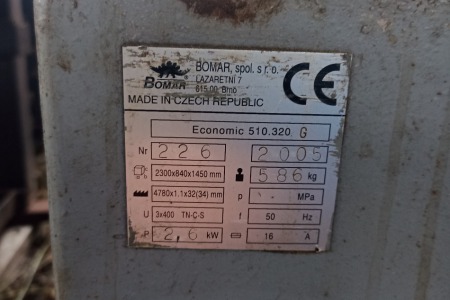 BOMAR, spol. s r. o.
LAZARETNÍ 7
BOMAR 615 00 Brno CE
MADE IN CZECH REPUBLIC
Economic 510.320 G
Nr 226 2005
2300x840x1450 mm 586 kg
4780x1.1x32(34) mm p MPa
U 3x400 TN-C-S f 50 Hz
P 2,6 kW 16 A